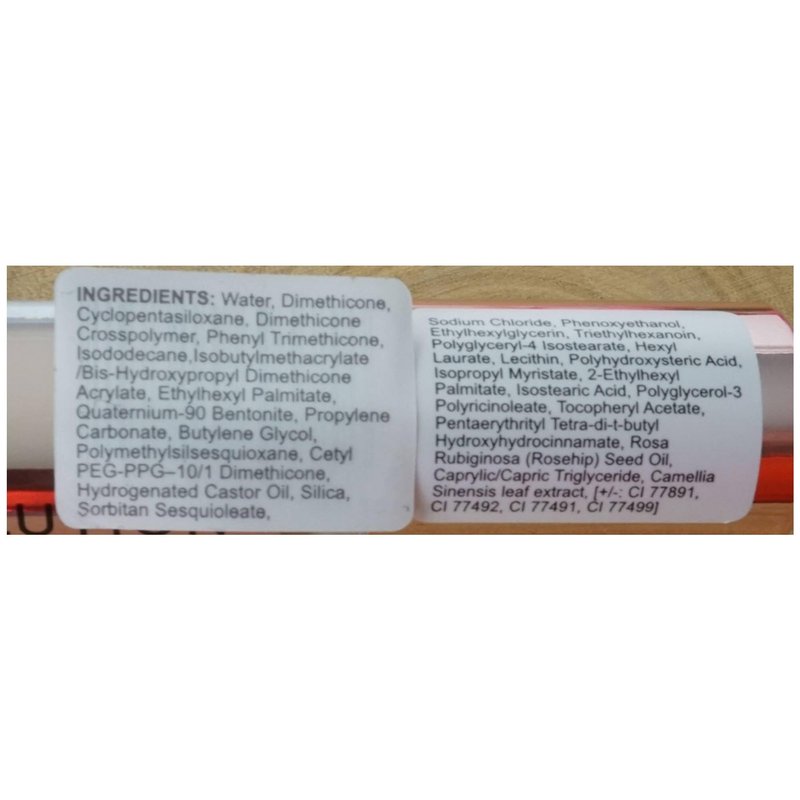 INGREDIENTS: Water, Dimethicone,
Cyclopentasiloxane, Dimethicone
Crosspolymer, Phenyl Trimethicone,
Isododecane,Isobutylmethacrylate
/Bis-Hydroxypropyl Dimethicone
Acrylate, Ethylhexyl Palmitate,
Quaternium-90 Bentonite, Propylene
Carbonate, Butylene Glycol,
Polymethylsilsesquioxane, Cetyl
PEG-PPG–10/1 Dimethicone,
Hydrogenated Castor Oil, Silica,
Sorbitan Sesquioleate,
Sodium Chloride, Phenoxyethanol,
Ethylhexylglycerin, Triethylhexanoin,
Polyglyceryl-4 Isostearate, Hexyl
Laurate, Lecithin, Polyhydroxysteric Acid,
Isopropyl Myristate, 2-Ethylhexyl
Palmitate, Isostearic Acid, Polyglycerol-3
Polyricinoleate, Tocopheryl Acetate,
Pentaerythrityl Tetra-di-t-butyl
Hydroxyhydrocinnamate, Rosa
Rubiginosa (Rosehip) Seed Oil,
Caprylic/Capric Triglyceride, Camellia
Sinensis leaf extract, [+/-: CI 77891,
CI 77492, CI 77491, CI 77499]